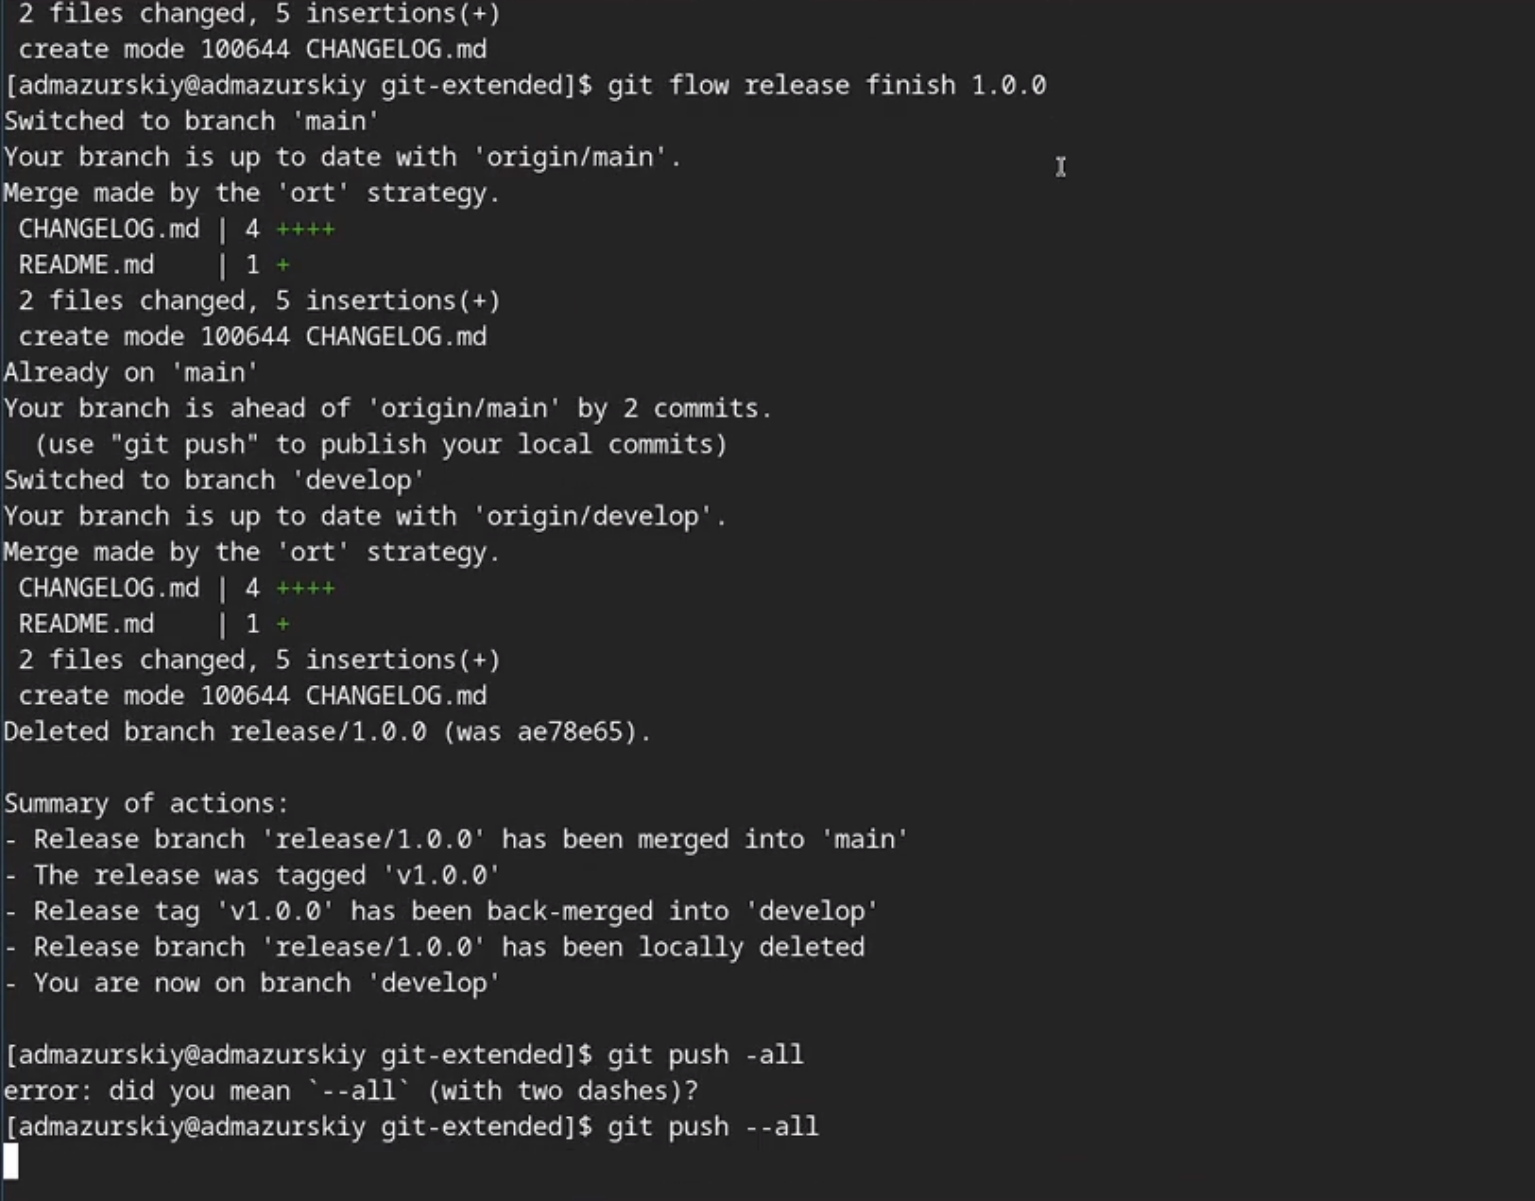 2 files changed, 5 insertions(+)
create mode 100644 CHANGELOG.md
[admazurskiy@admazurskiy git-extended]$ git flow release finish 1.0.0
Switched to branch 'main'
Your branch is up to date with 'origin/main'.
Merge made by the 'ort' strategy.
CHANGELOG.md | 4 ++++
README.md    | 1 +
2 files changed, 5 insertions(+)
create mode 100644 CHANGELOG.md
Already on 'main'
Your branch is ahead of 'origin/main' by 2 commits.
(use "git push" to publish your local commits)
Switched to branch 'develop'
Your branch is up to date with 'origin/develop'.
Merge made by the 'ort' strategy.
CHANGELOG.md | 4 ++++
README.md    | 1 +
2 files changed, 5 insertions(+)
create mode 100644 CHANGELOG.md
Deleted branch release/1.0.0 (was ae78e65).
Summary of actions:
- Release branch 'release/1.0.0' has been merged into 'main'
- The release was tagged 'v1.0.0'
- Release tag 'v1.0.0' has been back-merged into 'develop'
- Release branch 'release/1.0.0' has been locally deleted
- You are now on branch 'develop'
[admazurskiy@admazurskiy git-extended]$ git push -all
error: did you mean `--all` (with two dashes)?
[admazurskiy@admazurskiy git-extended]$ git push --all